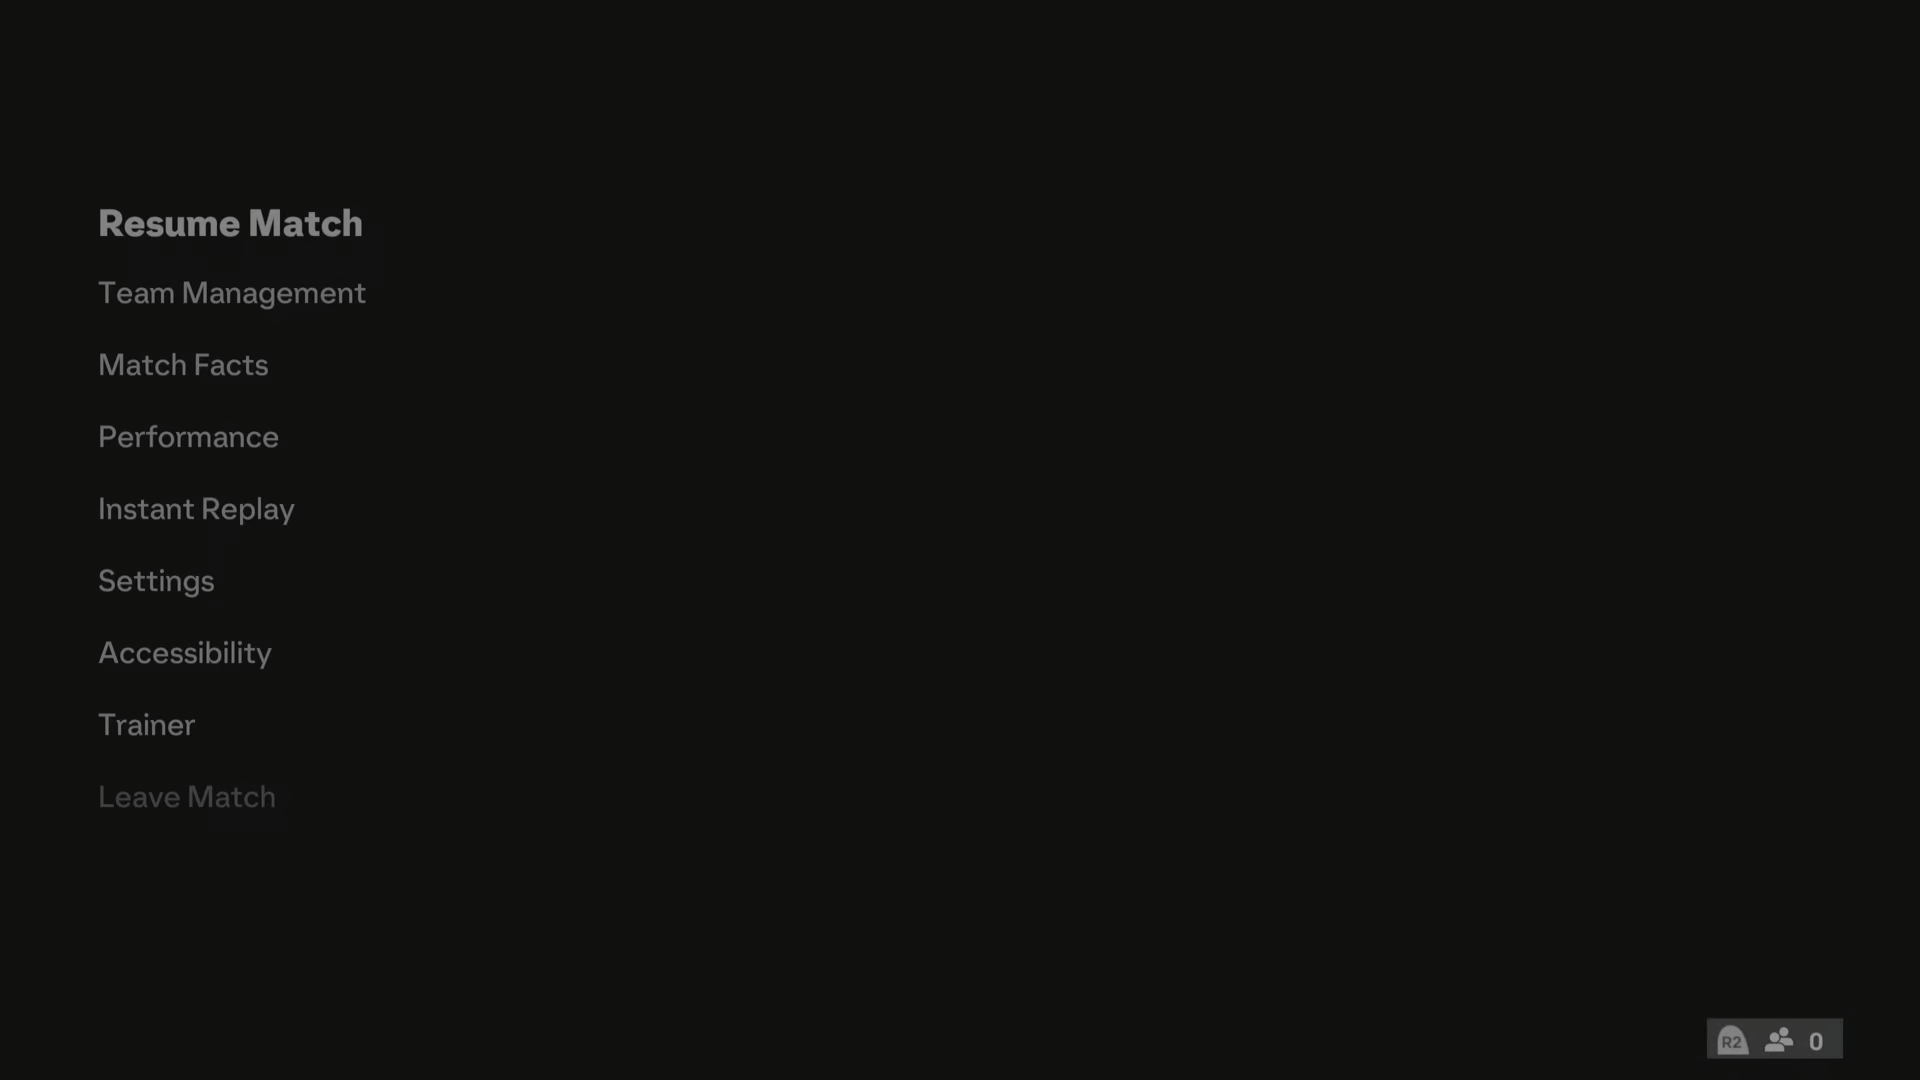 Resume Match
Team Management
Match Facts
Performance
Instant Replay
Settings
Accessibility
Trainer
Leave Match
R2 0